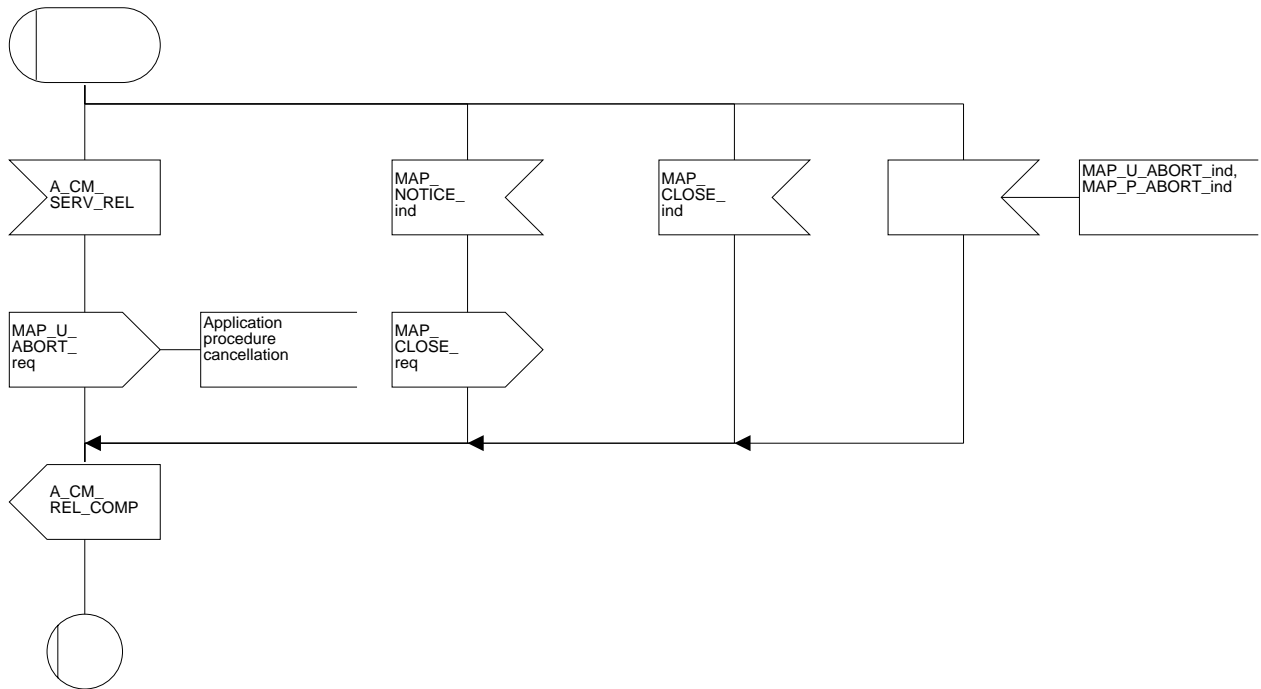 A_CM_
SERV_REL
MAP_
NOTICE_
ind
MAP_
CLOSE_
ind
MAP_U_ABORT_ind,
MAP_P_ABORT_ind
MAP_U_
ABORT_
req
Application
procedure
cancellation
MAP_
CLOSE_
req
A_CM_
REL_COMP